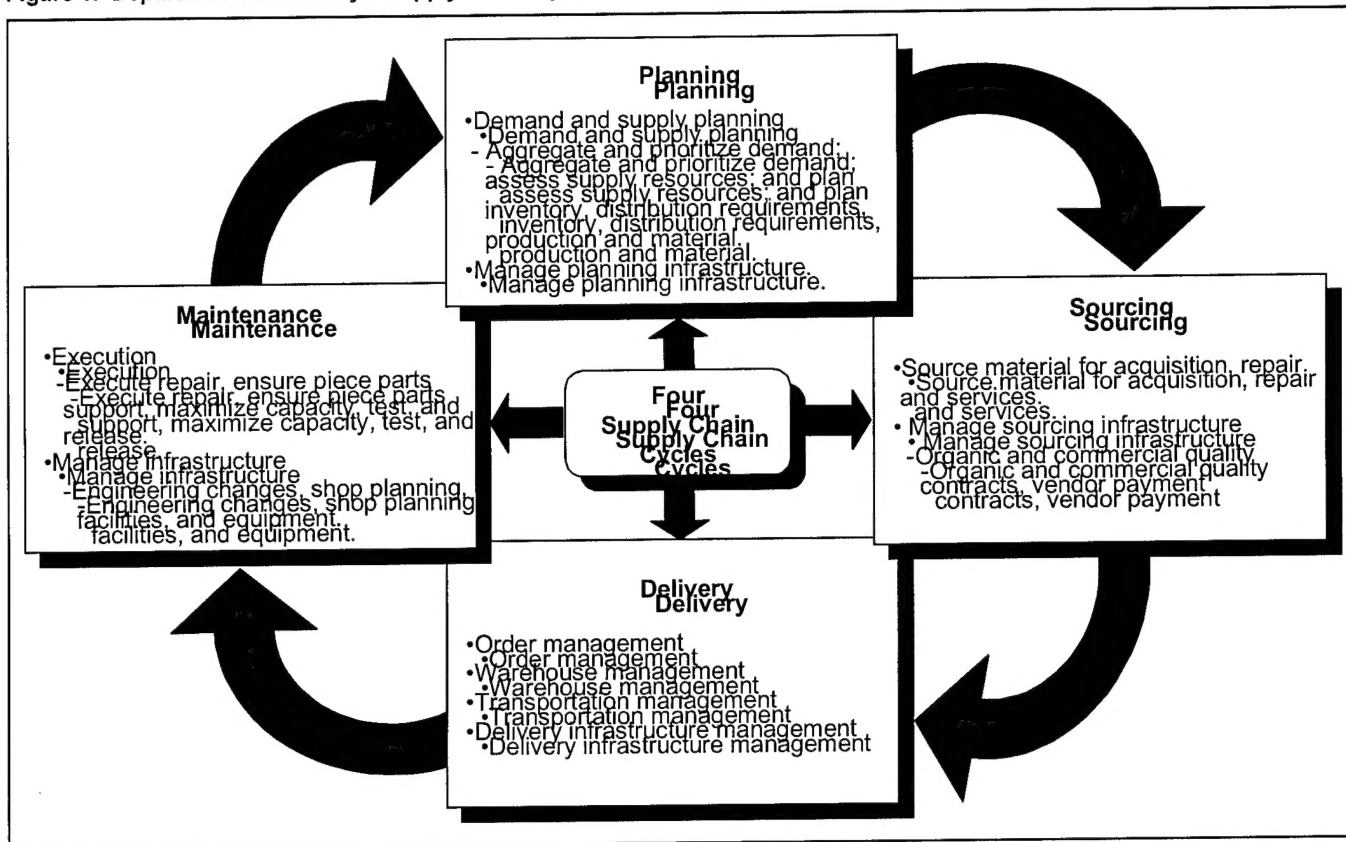 Planning
•Demand and supply planning
- Aggregate and prioritize demand;
assess supply resources; and plan
inventory, distribution requirements,
production and material.
•Manage planning infrastructure.
Maintenance
•Execution
-Execute repair, ensure piece parts
support, maximize capacity, test, and
release.
•Manage infrastructure
-Engineering changes, shop planning,
facilities, and equipment.
Four
Supply Chain
Cycles
Sourcing
•Source material for acquisition, repair
and services.
• Manage sourcing infrastructure
-Organic and commercial quality
contracts, vendor payment
Delivery
•Order management
•Warehouse management
•Transportation management
•Delivery infrastructure management